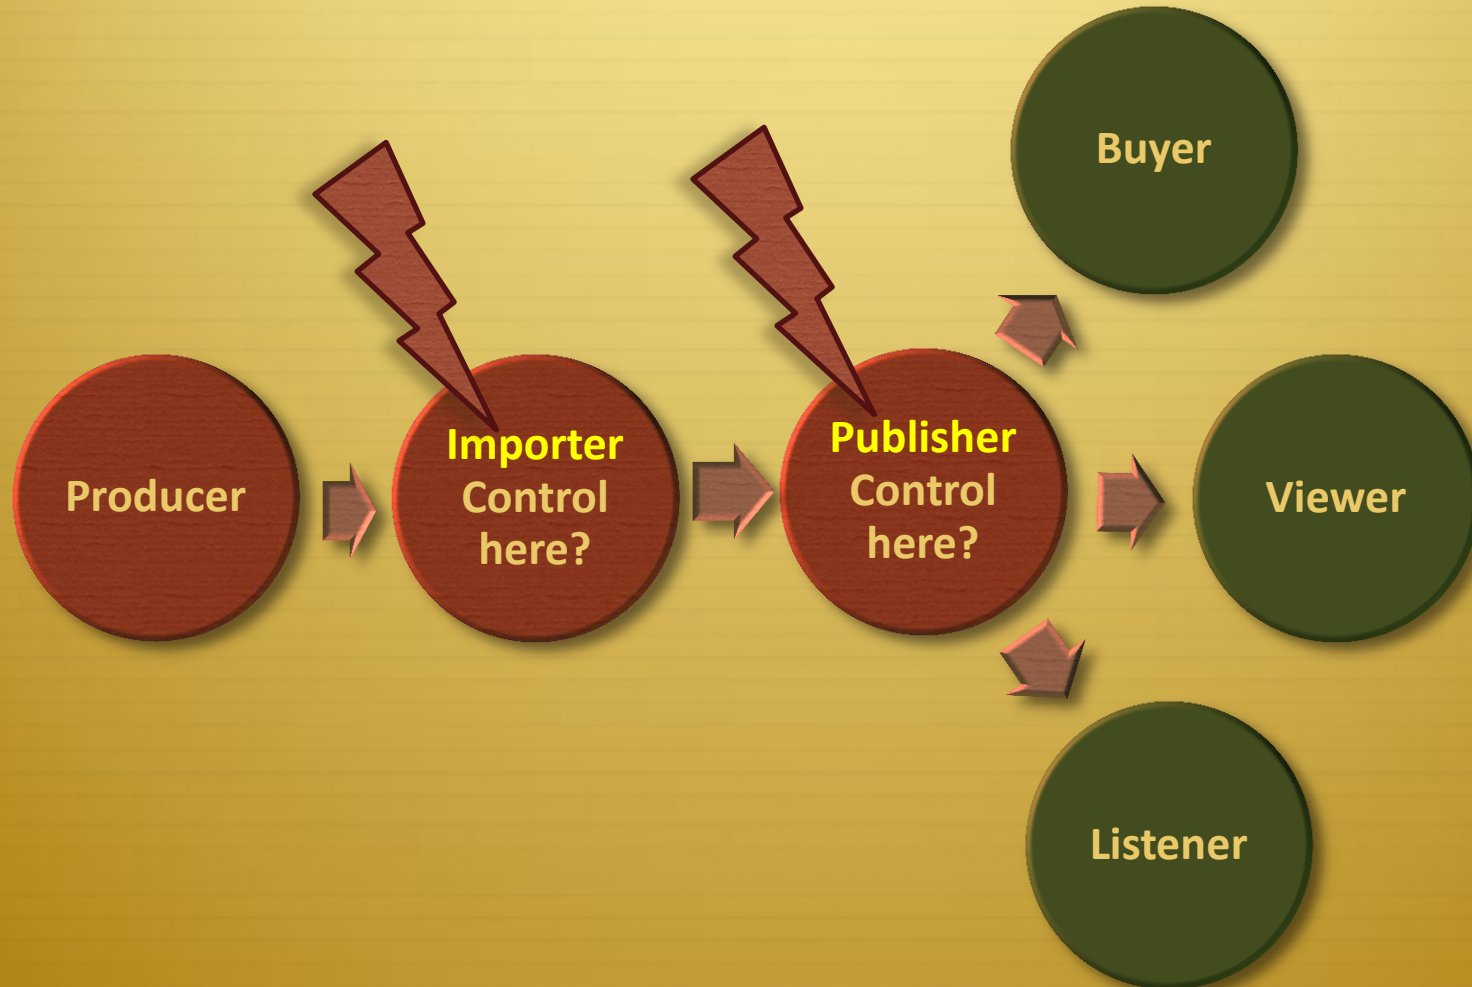 Producer
Importer
Control
here?
Publisher
Control
here?
Buyer
Viewer
Listener